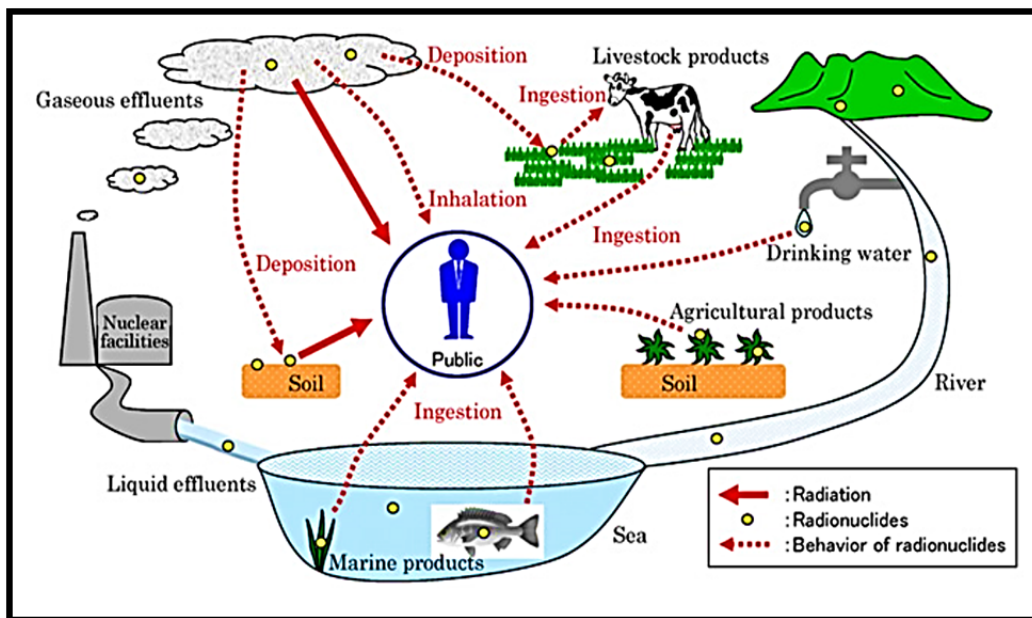 Deposition
Livestock products
Gaseous effluents
Ingestion
Inhalation
Ingestion
Deposition
Drinking water
Nuclear
facilities
Agricultural products
Public
Soil
Soil
River
Ingestion
Liquid effluents
Sea
Marine products
:Radiation
:Radionuclides
:Behavior of radionuclides